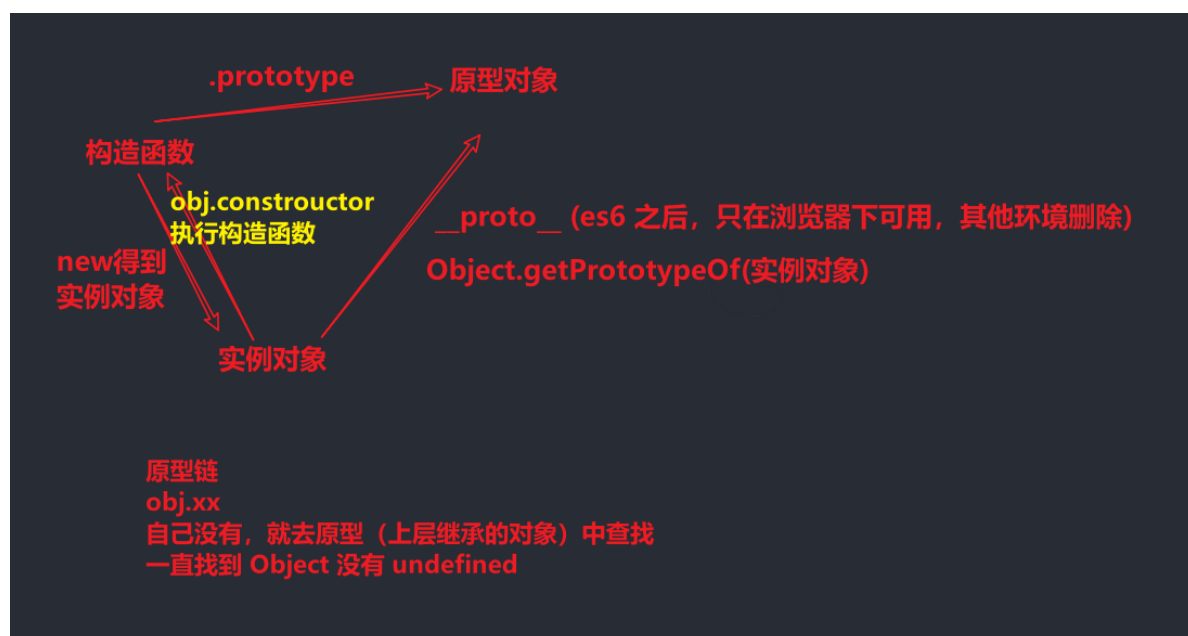 .prototype
原型对象
构造函数
obj.constrouctor
执行构造函数
new得到
实例对象
__proto__ (es6 之后，只在浏览器下可用，其他环境删除)
Object.getPrototypeOf(实例对象)
实例对象
原型链
obj.xx
自己没有，就去原型（上层继承的对象）中查找
一直找到 Object 没有 undefined